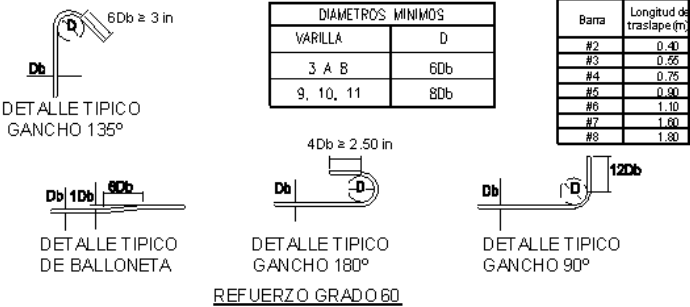 6Db ≥ 3 in
D
Db
DETALLE TIPICO
GANCHO 135º
DIAMETROS MINIMOS
VARILLA D
3 A 8 6Db
9, 10, 11 8Db
Barra Longitud de traslape(m)
#2 0.40
#3 0.55
#4 0.75
#5 0.90
#6 1.10
#7 1.60
#8 1.80
Db 1Db 6Db
DETALLE TIPICO
DE BALLONETA
4Db ≥ 2.50 in
Db D
DETALLE TIPICO
GANCHO 180º
12Db
Db D
DETALLE TIPICO
GANCHO 90º
REFUERZO GRADO 60